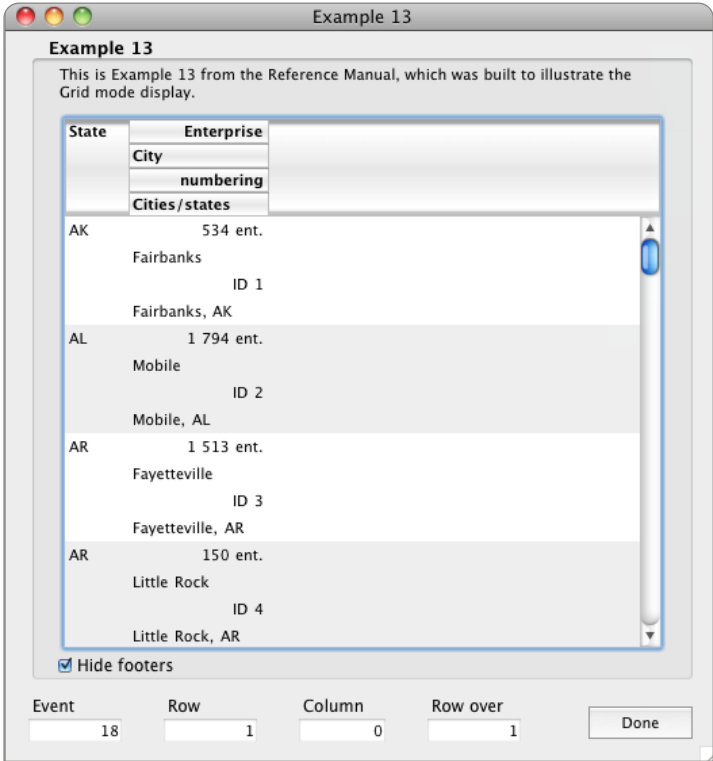 Example 13
Example 13
This is Example 13 from the Reference Manual, which was built to illustrate the
Grid mode display.
State Enterprise
City
numbering
Cities/states
AK 534 ent.
Fairbanks
ID 1
Fairbanks, AK
AL 1 794 ent.
Mobile
ID 2
Mobile, AL
AR 1 513 ent.
Fayetteville
ID 3
Fayetteville, AR
AR 150 ent.
Little Rock
ID 4
Little Rock, AR
Hide footers
Event Row Column Row over
18 1 0 1 Done